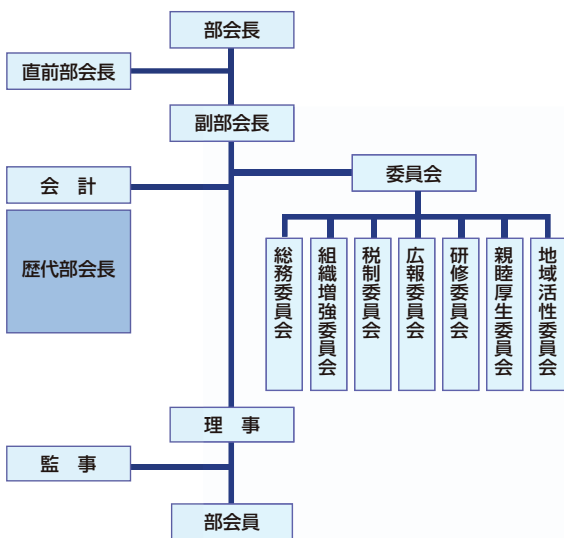 部会長
直前部会長
副部会長
会　計
委員会
歴代部会長
総務委員会
組織増強委員会
税制委員会
広報委員会
研修委員会
親睦厚生委員会
地域活性委員会
理　事
監　事
部会員